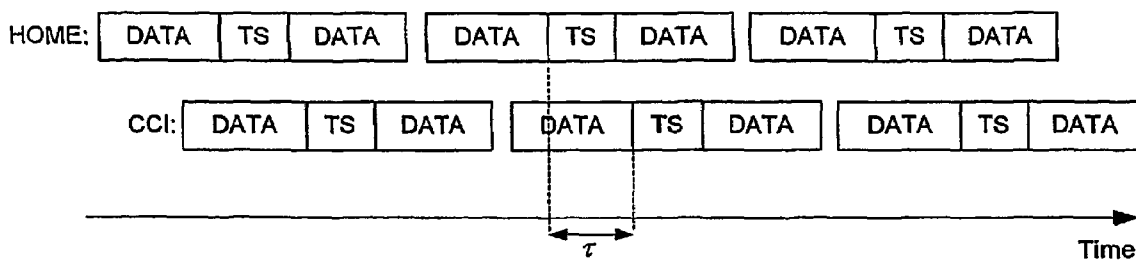 HOME: DATA TS DATA DATA TS DATA DATA TS DATA
CCI: DATA TS DATA DATA TS DATA DATA TS DATA
τ
Time